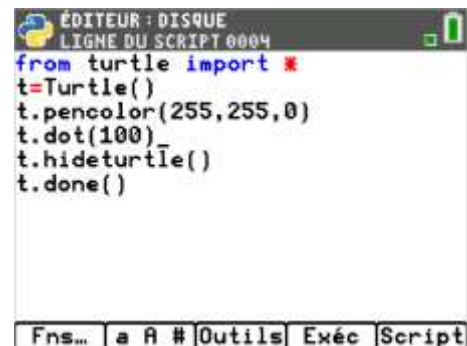 ÉDITEUR : DISQUE
LIGNE DU SCRIPT 0004
from turtle import *
t=Turtle()
t.pencolor(255,255,0)
t.dot(100)_
t.hideturtle()
t.done()
Fns… a A # Outils Exéc Script